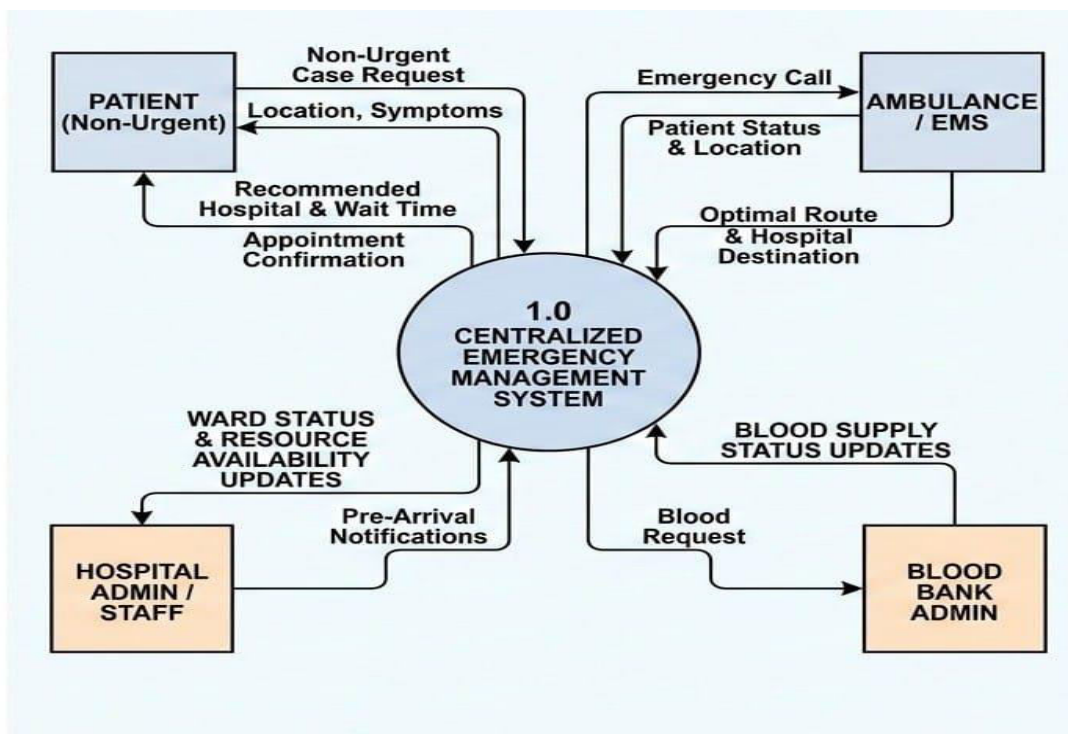 Non-Urgent
Case Request
PATIENT
(Non-Urgent)
Location, Symptoms
Recommended
Hospital & Wait Time
Appointment
Confirmation
Emergency Call
AMBULANCE
/ EMS
Patient Status
& Location
Optimal Route
& Hospital
Destination
1.0
CENTRALIZED
EMERGENCY
MANAGEMENT
SYSTEM
WARD STATUS
& RESOURCE
AVAILABILITY
UPDATES
Pre-Arrival
Notifications
HOSPITAL
ADMIN /
STAFF
BLOOD SUPPLY
STATUS UPDATES
Blood
Request
BLOOD
BANK
ADMIN